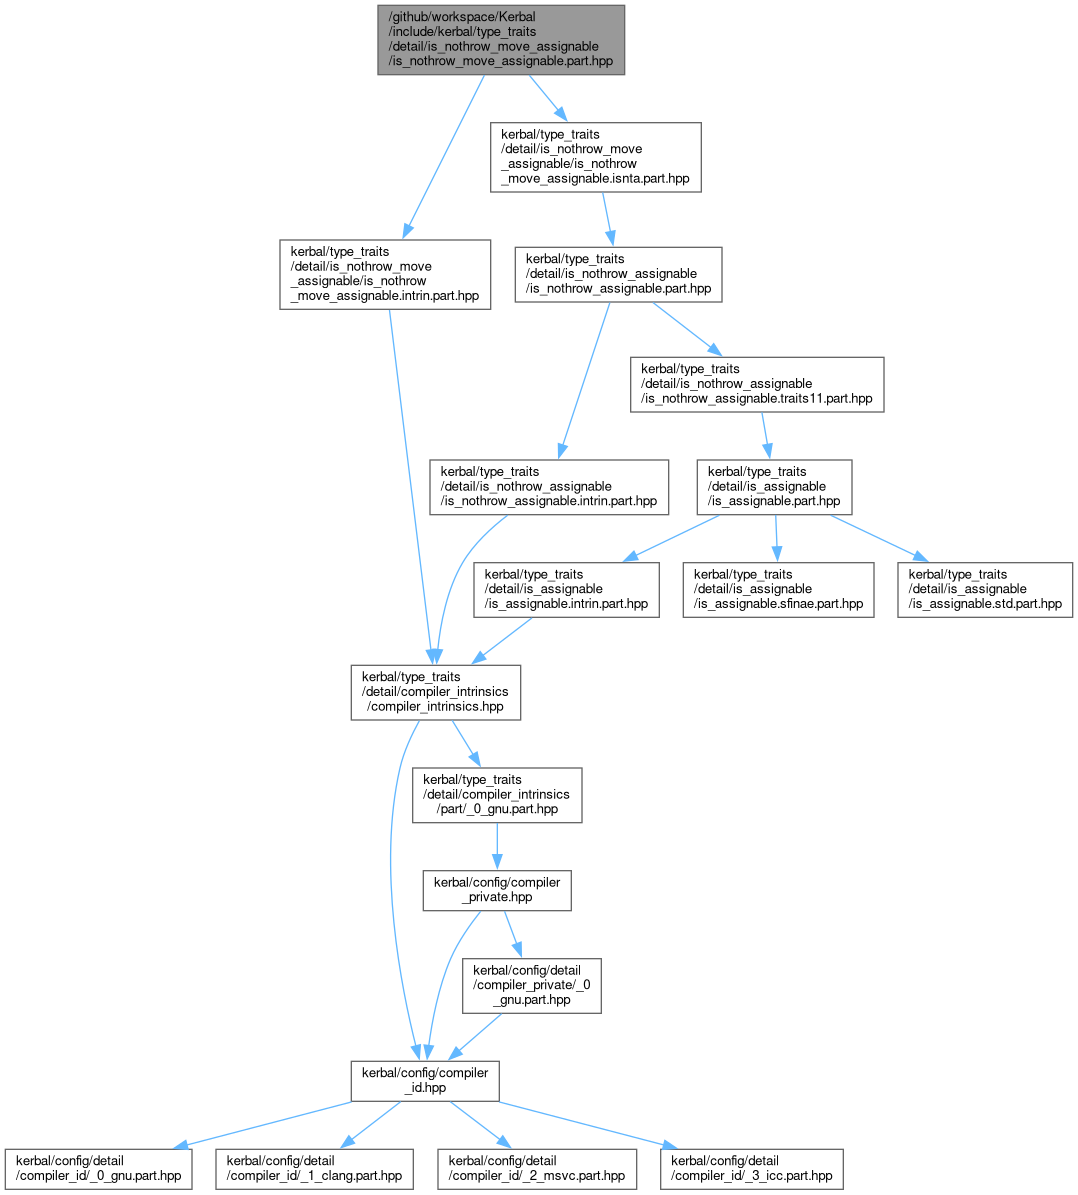 /github/workspace/Kerbal
/include/kerbal/type_traits
/detail/is_nothrow_move_assignable
/is_nothrow_move_assignable.part.hpp
kerbal/type_traits
/detail/is_nothrow_move
_assignable/is_nothrow
_move_assignable.isnta.part.hpp
kerbal/type_traits
/detail/is_nothrow_move
_assignable/is_nothrow
_move_assignable.intrin.part.hpp
kerbal/type_traits
/detail/is_nothrow_assignable
/is_nothrow_assignable.part.hpp
kerbal/type_traits
/detail/is_nothrow_assignable
/is_nothrow_assignable.traits11.part.hpp
kerbal/type_traits
/detail/is_nothrow_assignable
/is_nothrow_assignable.intrin.part.hpp
kerbal/type_traits
/detail/is_assignable
/is_assignable.part.hpp
kerbal/type_traits
/detail/is_assignable
/is_assignable.intrin.part.hpp
kerbal/type_traits
/detail/is_assignable
/is_assignable.sfinae.part.hpp
kerbal/type_traits
/detail/is_assignable
/is_assignable.std.part.hpp
kerbal/type_traits
/detail/compiler_intrinsics
/compiler_intrinsics.hpp
kerbal/type_traits
/detail/compiler_intrinsics
/part/_0_gnu.part.hpp
kerbal/config/compiler
_private.hpp
kerbal/config/detail
/compiler_private/_0
_gnu.part.hpp
kerbal/config/compiler
_id.hpp
kerbal/config/detail
/compiler_id/_0_gnu.part.hpp
kerbal/config/detail
/compiler_id/_1_clang.part.hpp
kerbal/config/detail
/compiler_id/_2_msvc.part.hpp
kerbal/config/detail
/compiler_id/_3_icc.part.hpp